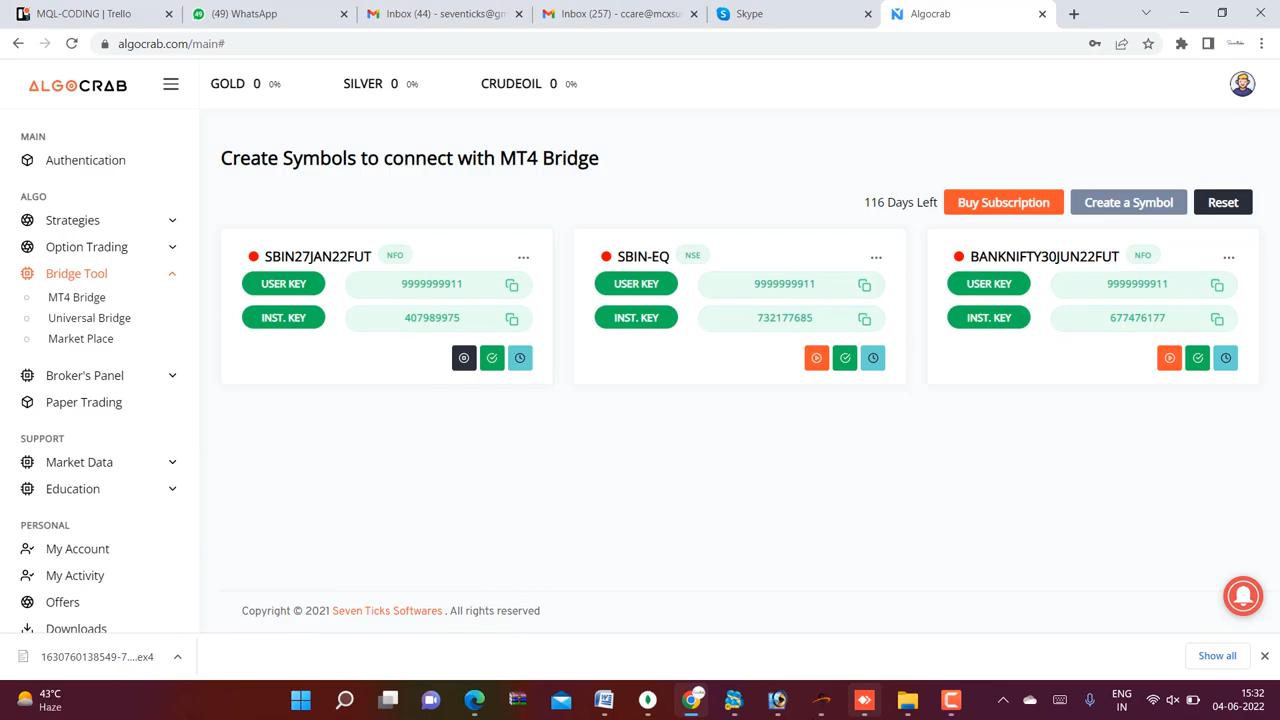 MQL-CODING | Trello
(49) WhatsApp
Inbox (44) - seventicks@gm
Inbox (257) - ccare@mcxsu
Skype
Algocrab
algocrab.com/main#
ALGOCRAB
GOLD 0 0%
SILVER 0 0%
CRUDEOIL 0 0%
MAIN
Authentication
ALGO
Strategies
Option Trading
Bridge Tool
MT4 Bridge
Universal Bridge
Market Place
Broker's Panel
Paper Trading
SUPPORT
Market Data
Education
PERSONAL
My Account
My Activity
Offers
Downloads
Create Symbols to connect with MT4 Bridge
116 Days Left
Buy Subscription
Create a Symbol
Reset
SBIN27JAN22FUT NFO
USER KEY 9999999911
INST. KEY 407989975
SBIN-EQ NSE
USER KEY 9999999911
INST. KEY 732177685
BANKNIFTY30JUN22FUT NFO
USER KEY 9999999911
INST. KEY 677476177
Copyright © 2021 Seven Ticks Softwares . All rights reserved
1630760138549-7....ex4
Show all
43°C
Haze
ENG
IN
15:32
04-06-2022